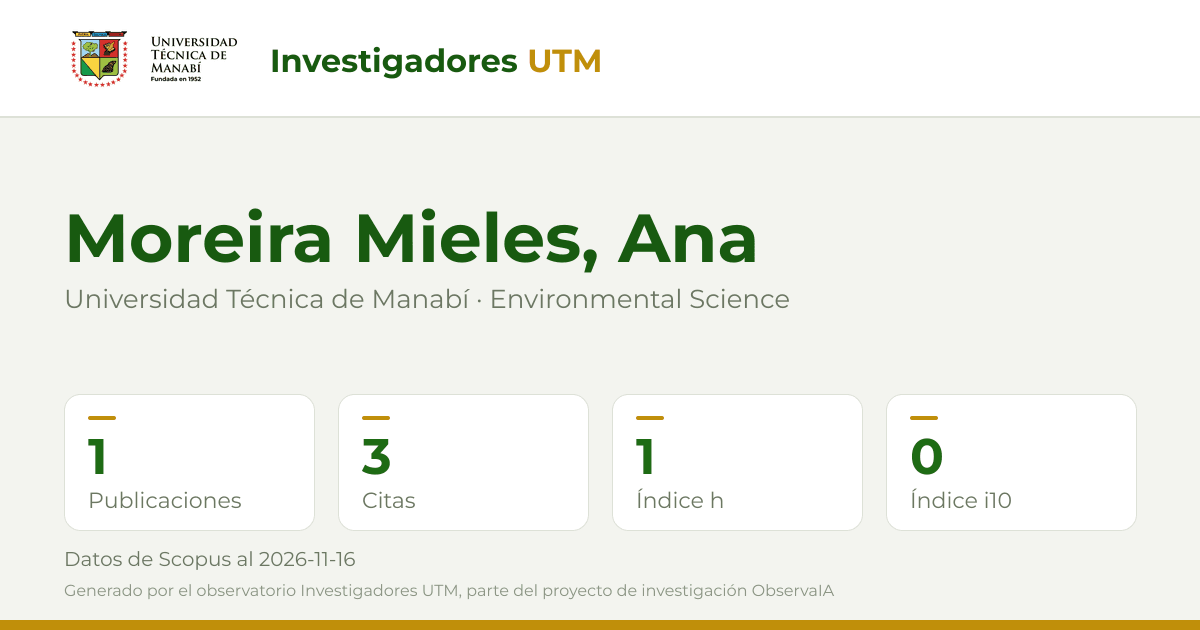 UNIVERSIDAD
TÉCNICA DE
MANABÍ
Fundada en 1952
Investigadores UTM
Moreira Mieles, Ana
Universidad Técnica de Manabí · Environmental Science
1
Publicaciones
3
Citas
1
Índice h
0
Índice i10
Datos de Scopus al 2026-11-16
Generado por el observatorio Investigadores UTM, parte del proyecto de investigación ObservaIA